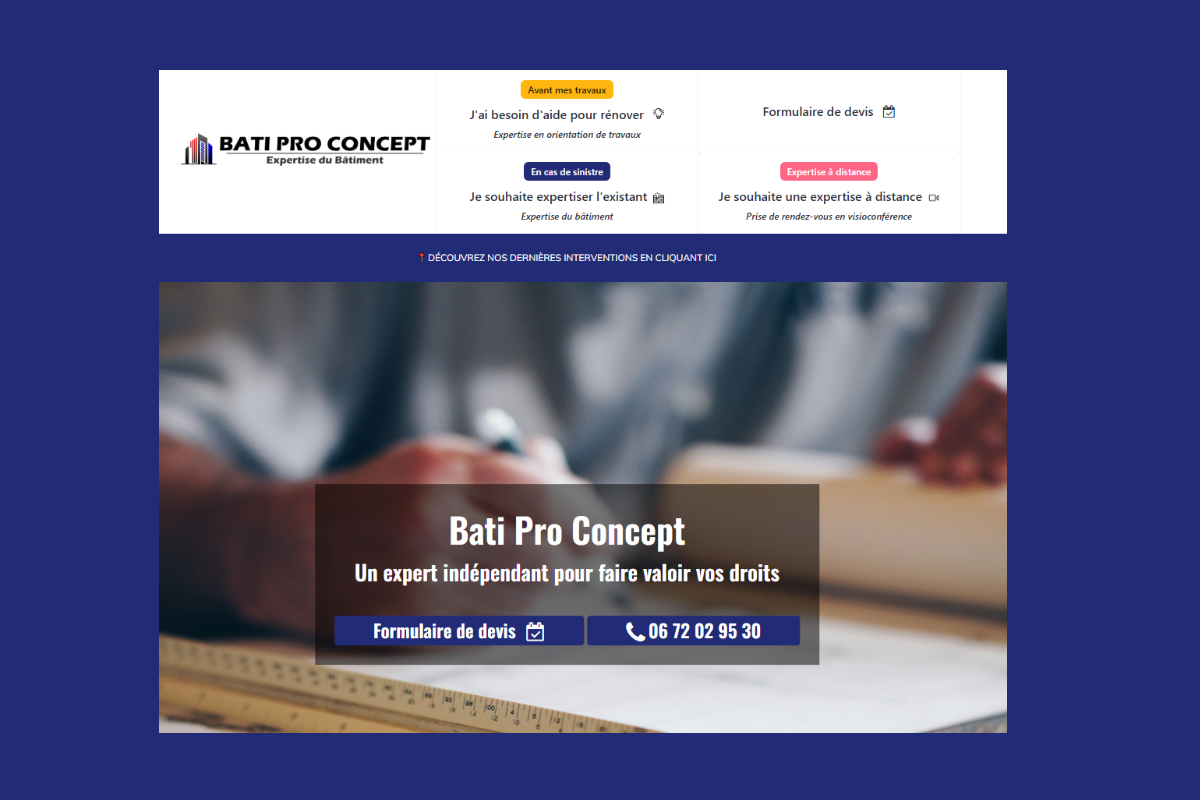 BATI PRO CONCEPT
Expertise du Bâtiment
Avant mes travaux
J'ai besoin d'aide pour rénover
Expertise en orientation de travaux
Formulaire de devis
En cas de sinistre
Je souhaite expertiser l'existant
Expertise du bâtiment
Expertise à distance
Je souhaite une expertise à distance
Prise de rendez-vous en visioconférence
DÉCOUVREZ NOS DERNIÈRES INTERVENTIONS EN CLIQUANT ICI
Bati Pro Concept
Un expert indépendant pour faire valoir vos droits
Formulaire de devis
06 72 02 95 30